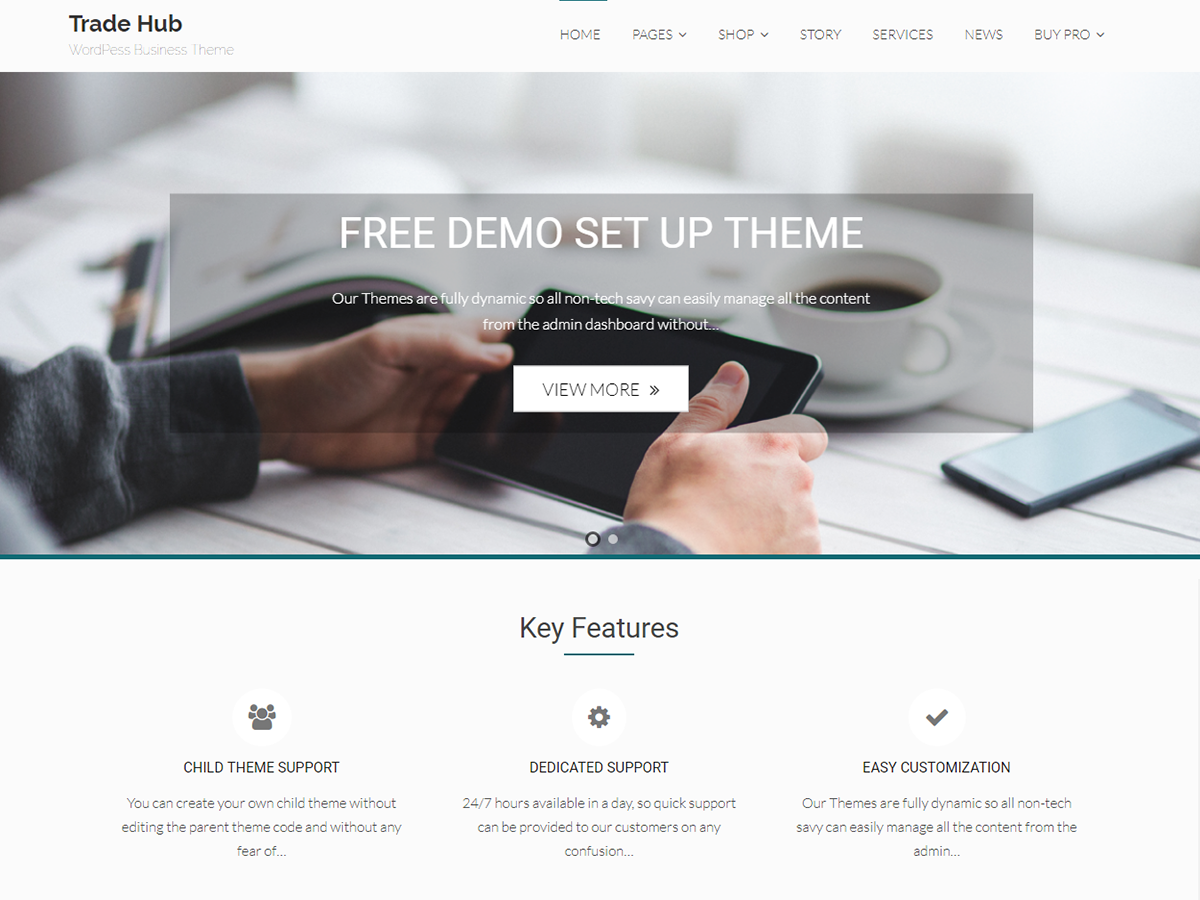 Trade Hub
WordPess Business Theme
HOME PAGES SHOP STORY SERVICES NEWS BUY PRO
FREE DEMO SET UP THEME
Our Themes are fully dynamic so all non-tech savy can easily manage all the content
from the admin dashboard without...
VIEW MORE »
Key Features
CHILD THEME SUPPORT
You can create your own child theme without
editing the parent theme code and without any
fear of...
DEDICATED SUPPORT
24/7 hours available in a day, so quick support
can be provided to our customers on any
confusion...
EASY CUSTOMIZATION
Our Themes are fully dynamic so all non-tech
savy can easily manage all the content from the
admin...